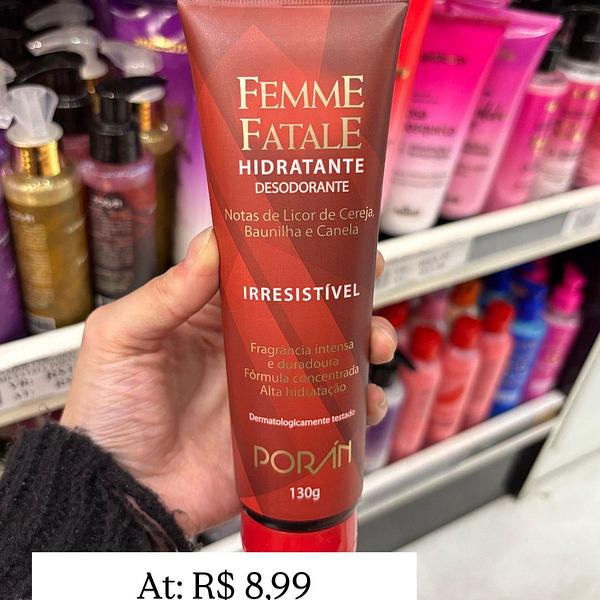 FEMME
FATALE
HIDRATANTE
DESODORANTE
Notas de Licor de Cereja,
Baunilha e Canela
IRRESISTÍVEL
Fragrância intensa
e duradoura
Fórmula concentrada
Alta hidratação
Dermatologicamente testado
PORÁN
130g
At: R$ 8,99